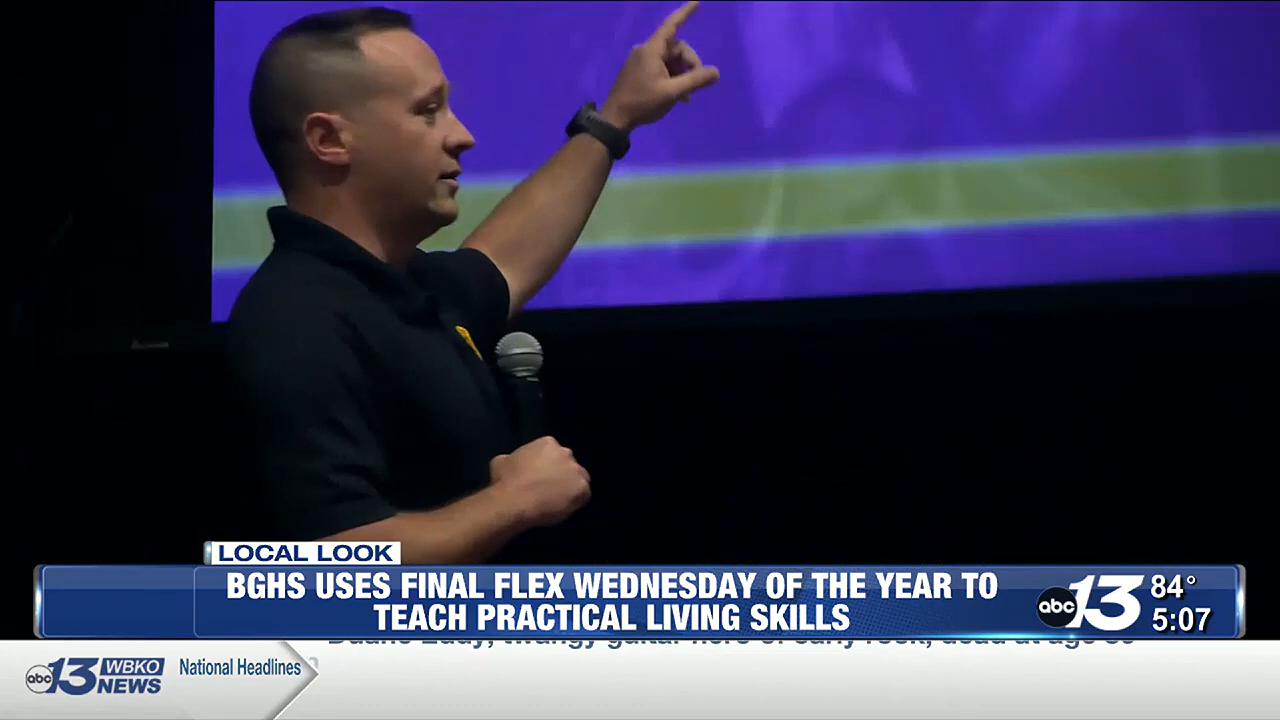 LOCAL LOOK
BGHS USES FINAL FLEX WEDNESDAY OF THE YEAR TO
TEACH PRACTICAL LIVING SKILLS
abc 13
84°
5:07
abc 13 WBKO NEWS
National Headlines